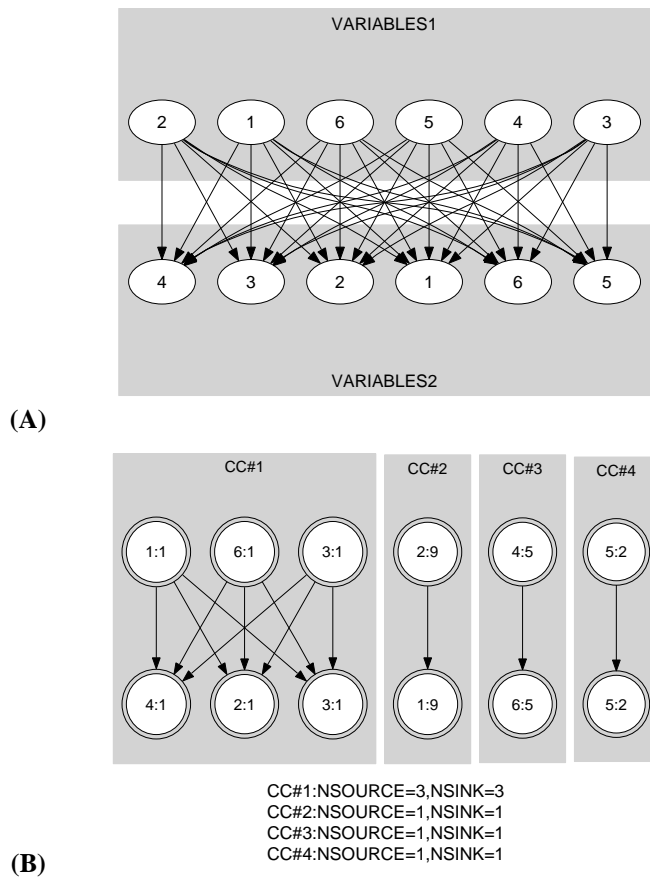 VARIABLES1
2 1 6 5 4 3
4 3 2 1 6 5
VARIABLES2
(A)
CC#1 CC#2 CC#3 CC#4
1:1 6:1 3:1 2:9 4:5 5:2
4:1 2:1 3:1 1:9 6:5 5:2
CC#1:NSOURCE=3,NSINK=3
CC#2:NSOURCE=1,NSINK=1
CC#3:NSOURCE=1,NSINK=1
CC#4:NSOURCE=1,NSINK=1
(B)